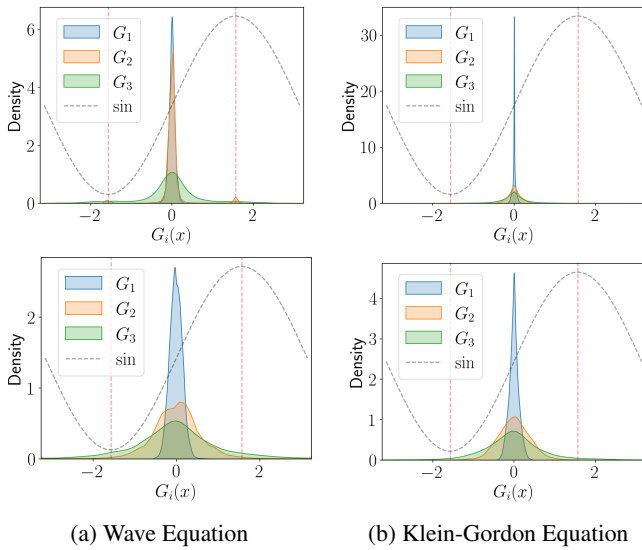 Density
6
4
2
0
G₁
G₂
G₃
sin
−2 0 2
Gᵢ(x)
Density
30
20
10
0
G₁
G₂
G₃
sin
−2 0 2
Gᵢ(x)
Density
2
1
0
G₁
G₂
G₃
sin
−2 0 2
Gᵢ(x)
Density
4
3
2
1
0
G₁
G₂
G₃
sin
−2 0 2
Gᵢ(x)
(a) Wave Equation
(b) Klein-Gordon Equation